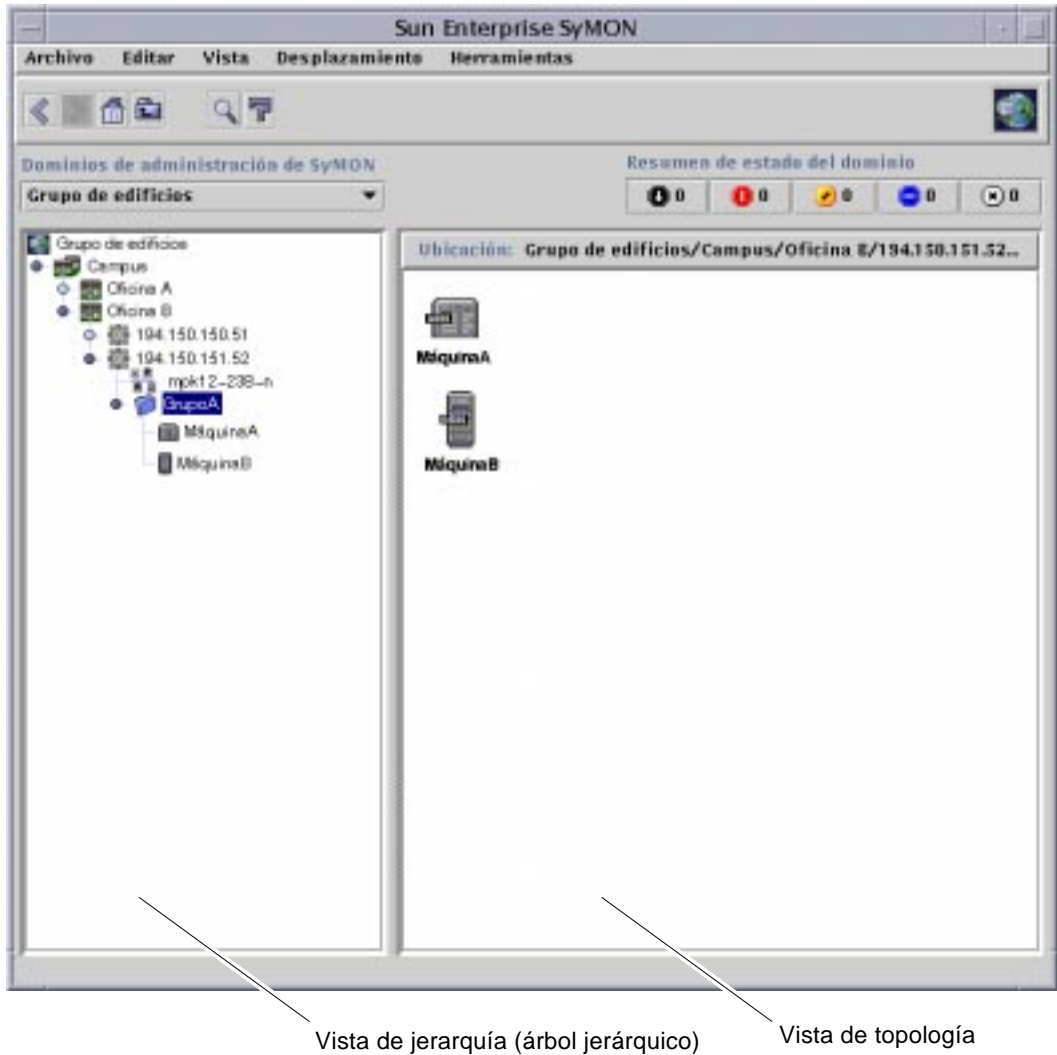 Sun Enterprise SyMON
Archivo Editar Vista Desplazamiento Herramientas
Dominios de administración de SyMON
Resumen de estado del dominio
Grupo de edificios
0 0 0 0 0
Grupo de edificios
Ubicación: Grupo de edificios/Campus/Oficina B/194.150.151.52...
Campus
Oficina A
Oficina B
194.150.150.51
194.150.151.52
mpk12-238-n
GrupoA
MáquinaA
MáquinaB
MáquinaA
MáquinaB
Vista de jerarquía (árbol jerárquico)
Vista de topología